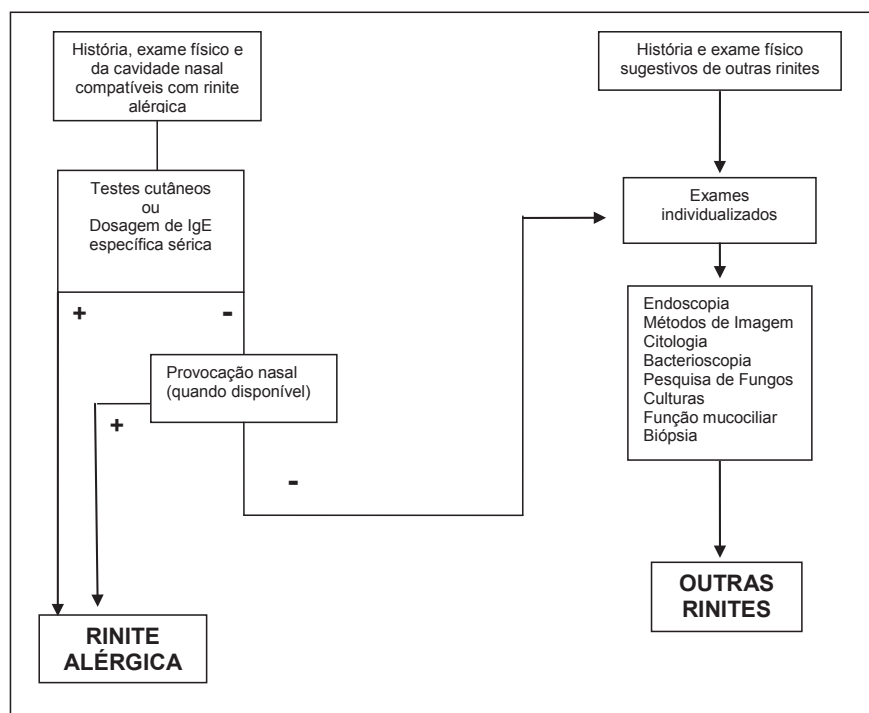 História, exame físico e
da cavidade nasal
compatíveis com rinite
alérgica
Testes cutâneos
ou
Dosagem de IgE
específica sérica
+
-
Provocação nasal
(quando disponível)
+
-
RINITE
ALÉRGICA
História e exame físico
sugestivos de outras rinites
Exames
individualizados
Endoscopia
Métodos de Imagem
Citologia
Bacterioscopia
Pesquisa de Fungos
Culturas
Função mucociliar
Biópsia
OUTRAS
RINITES